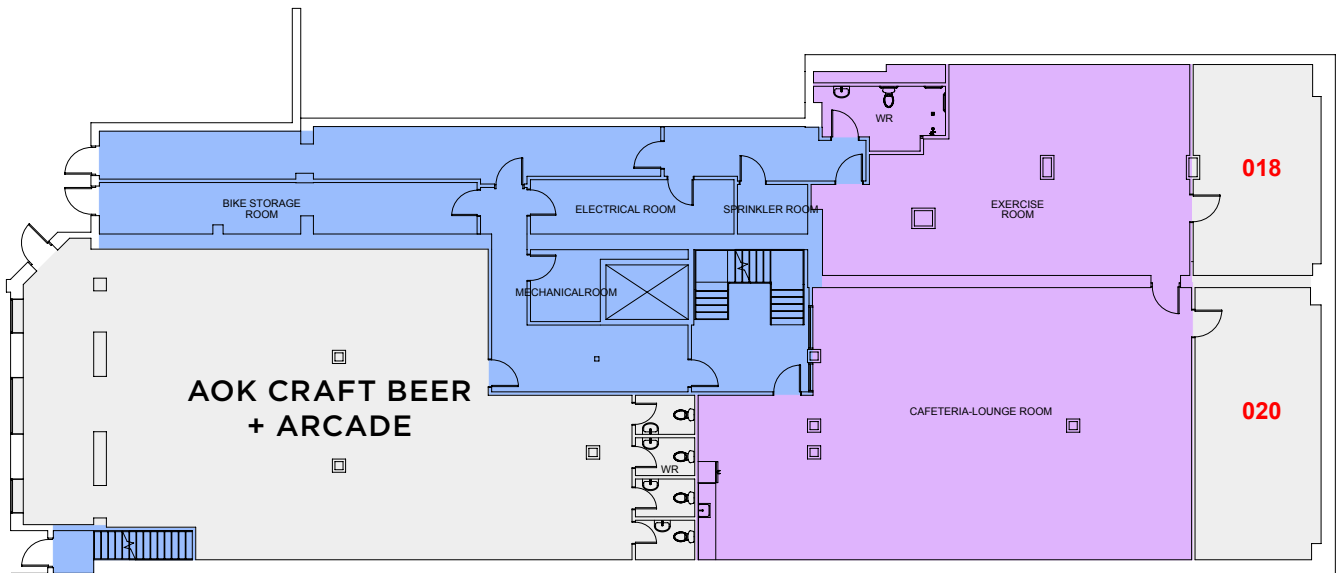 WR
018
BIKE STORAGE
ROOM
ELECTRICAL ROOM
SPRINKLER ROOM
EXERCISE
ROOM
MECHANICALROOM
AOK CRAFT BEER
+ ARCADE
CAFETERIA-LOUNGE ROOM
020
WR